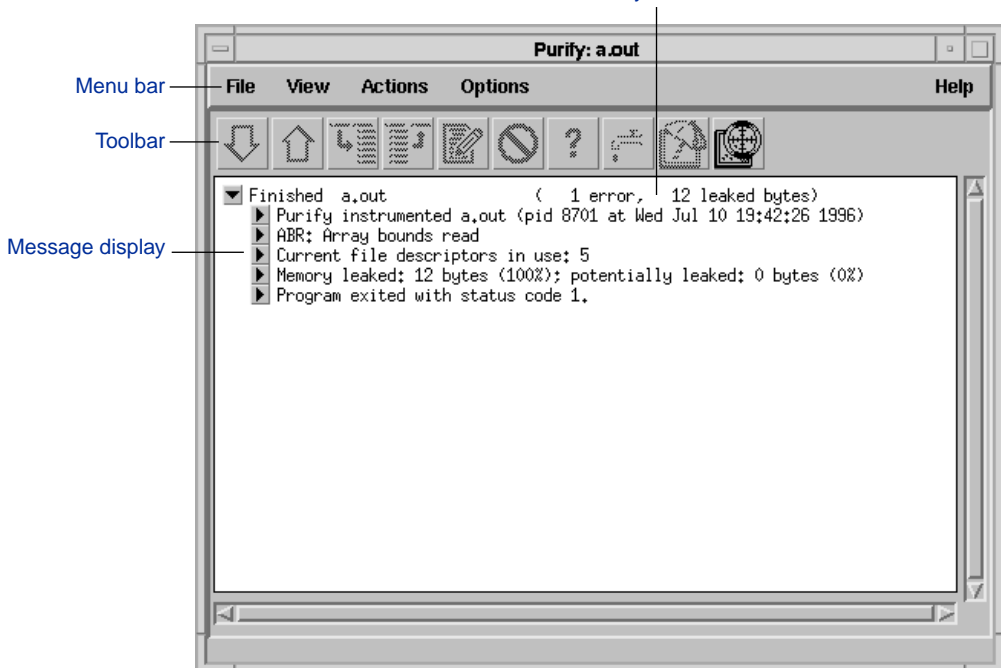 Purify: a.out
Menu bar
File View Actions Options Help
Toolbar
Finished a.out ( 1 error, 12 leaked bytes)
Purify instrumented a.out (pid 8701 at Wed Jul 10 19:42:26 1996)
ABR: Array bounds read
Message display
Current file descriptors in use: 5
Memory leaked: 12 bytes (100%); potentially leaked: 0 bytes (0%)
Program exited with status code 1.